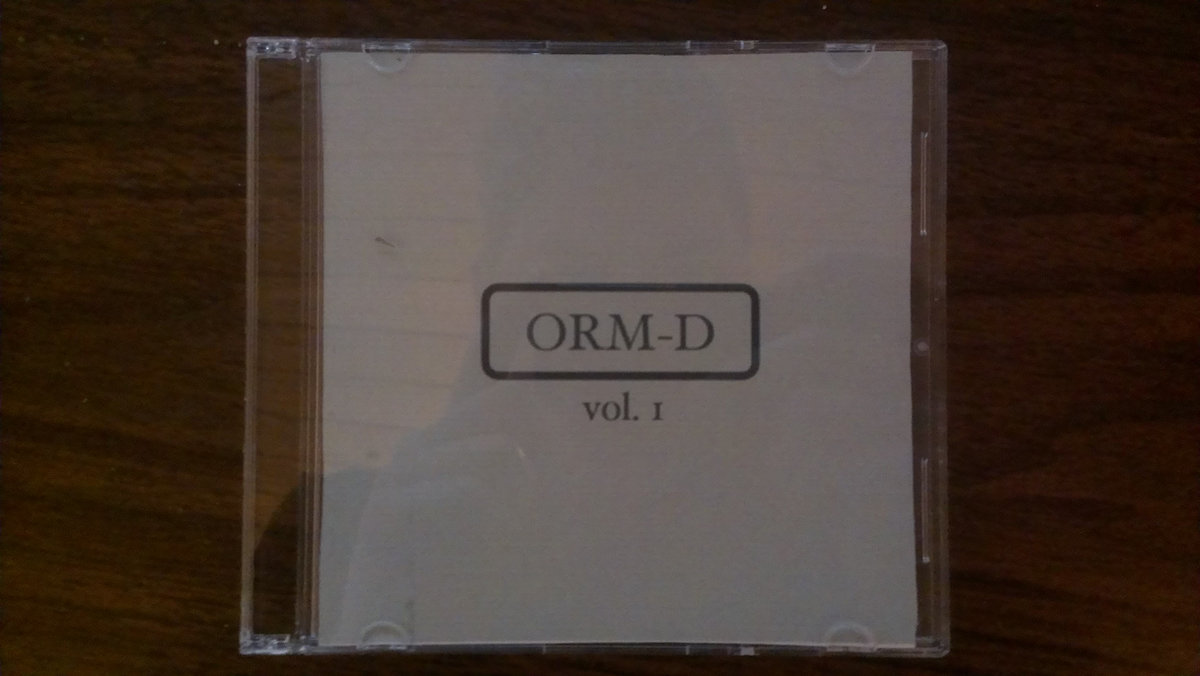 ORM-D
vol. 1